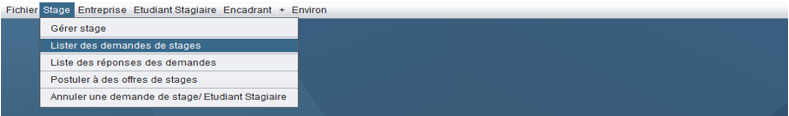 Fichier Stage Entreprise Etudiant Stagiaire Encadrant + Environ
Gérer stage
Lister des demandes de stages
Liste des réponses des demandes
Postuler à des offres de stages
Annuler une demande de stage/ Etudiant Stagiaire